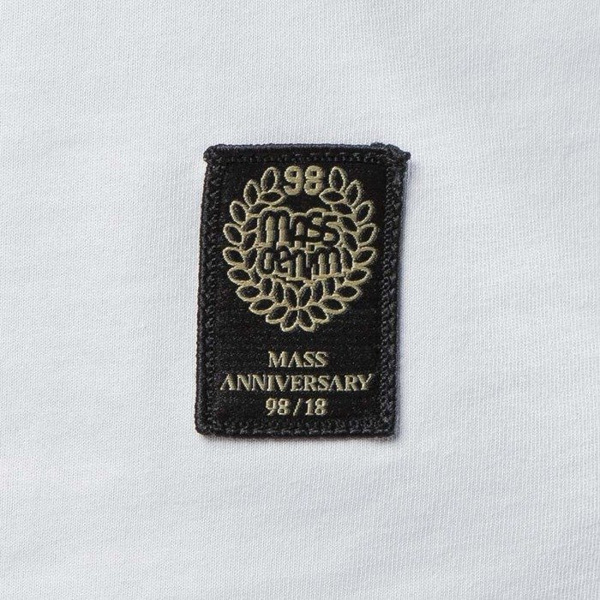 98
mass
denim
MASS
ANNIVERSARY
98/18